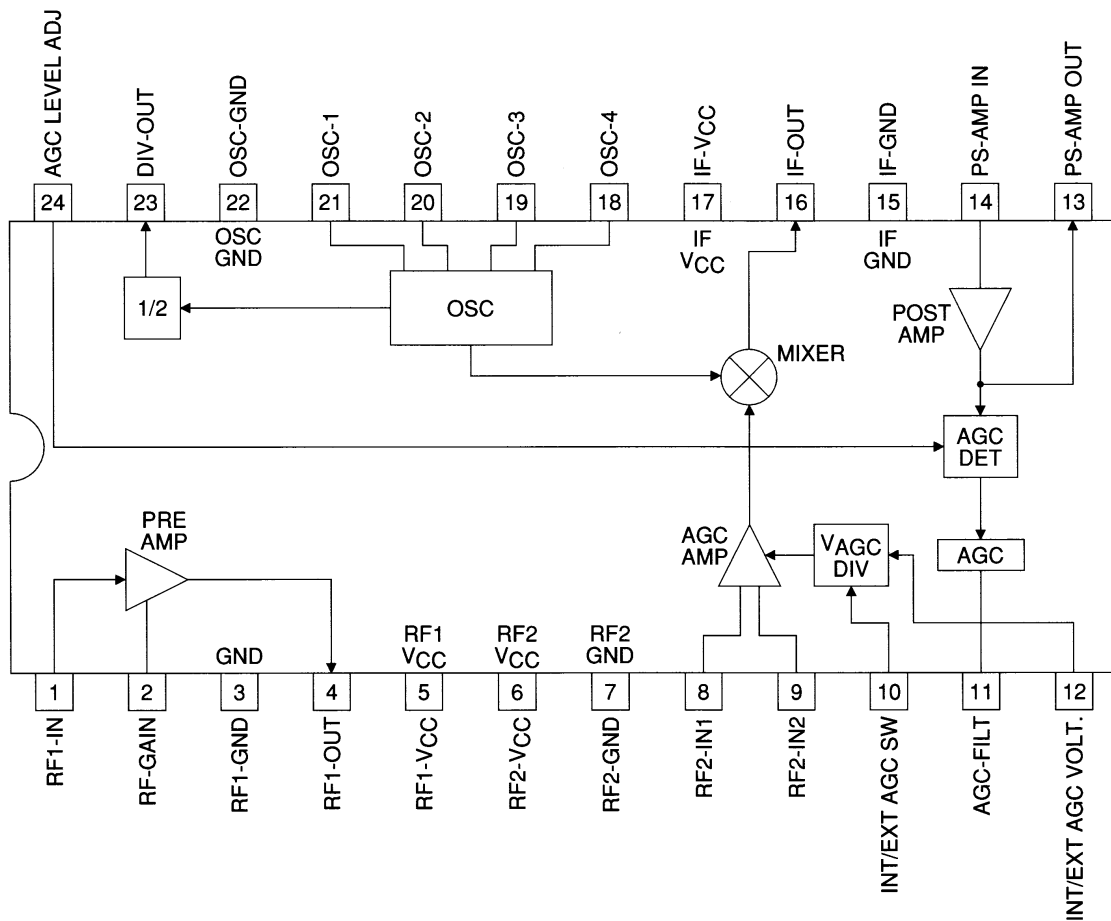 AGC LEVEL ADJ
DIV-OUT
OSC-GND
OSC-1
OSC-2
OSC-3
OSC-4
IF-VCC
IF-OUT
IF-GND
PS-AMP IN
PS-AMP OUT
24
23
22
21
20
19
18
17
16
15
14
13
OSC
GND
IF
VCC
IF
GND
1/2
OSC
MIXER
POST
AMP
AGC
DET
PRE
AMP
AGC
AMP
VAGC
DIV
AGC
GND
RF1
VCC
RF2
VCC
RF2
GND
1
2
3
4
5
6
7
8
9
10
11
12
RF1-IN
RF-GAIN
RF1-GND
RF1-OUT
RF1-VCC
RF2-VCC
RF2-GND
RF2-IN1
RF2-IN2
INT/EXT AGC SW
AGC-FILT
INT/EXT AGC VOLT.